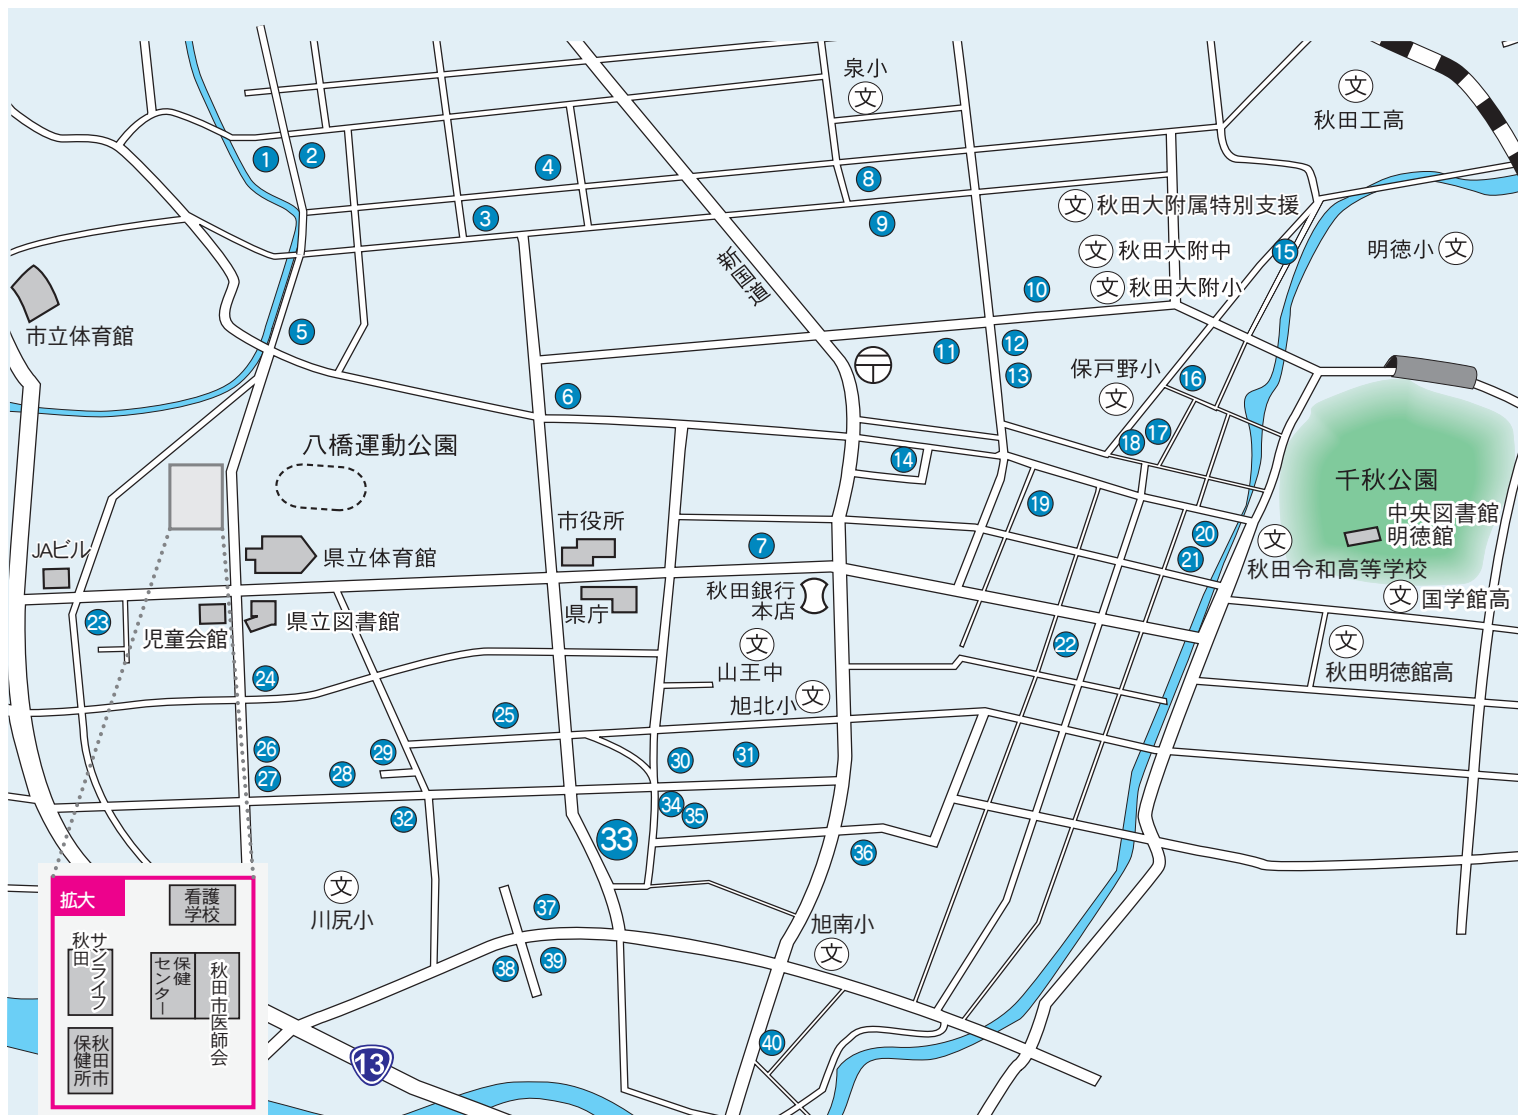 泉小
文
文
秋田工高
1
2
4
8
3
9
文 秋田大附属特別支援
文 秋田大附中
15
明徳小 文
新国道
10
文 秋田大附小
市立体育館
5
11
12
13
保戸野小
文
16
6
八橋運動公園
18
17
14
千秋公園
19
中央図書館
明徳館
20
21
文
秋田令和高等学校
文 国学館高
市役所
7
JAビル
県立体育館
秋田銀行
本店
県庁
23
児童会館
県立図書館
文
山王中
22
文
秋田明徳館高
24
旭北小 文
25
26
27
28
29
30
31
32
33
34
35
36
拡大
看護
学校
文
川尻小
37
旭南小
文
38
39
秋田
サンライフ
保健
センター
秋田市医師会
秋田市
保健所
13
40